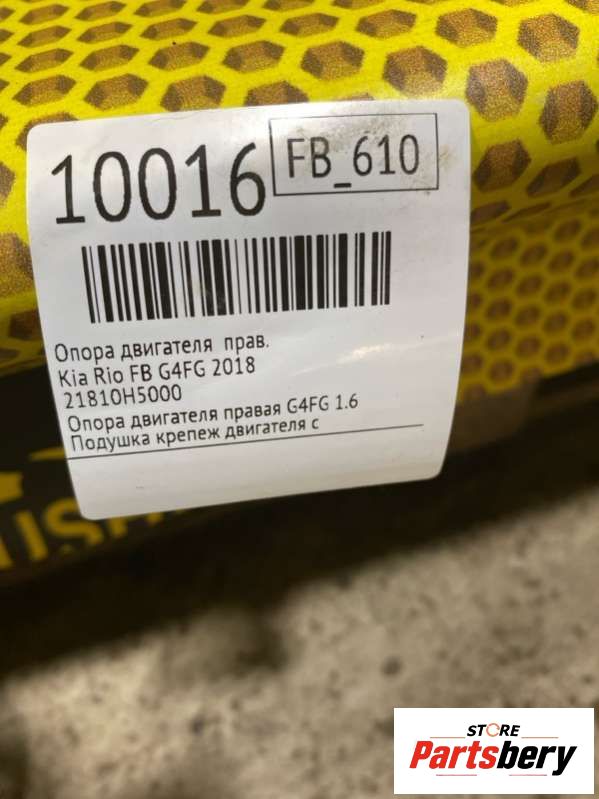 10016
FB_610
Опора двигателя прав.
Kia Rio FB G4FG 2018
21810H5000
Опора двигателя правая G4FG 1.6
Подушка крепеж двигателя с
STORE
Partsbery